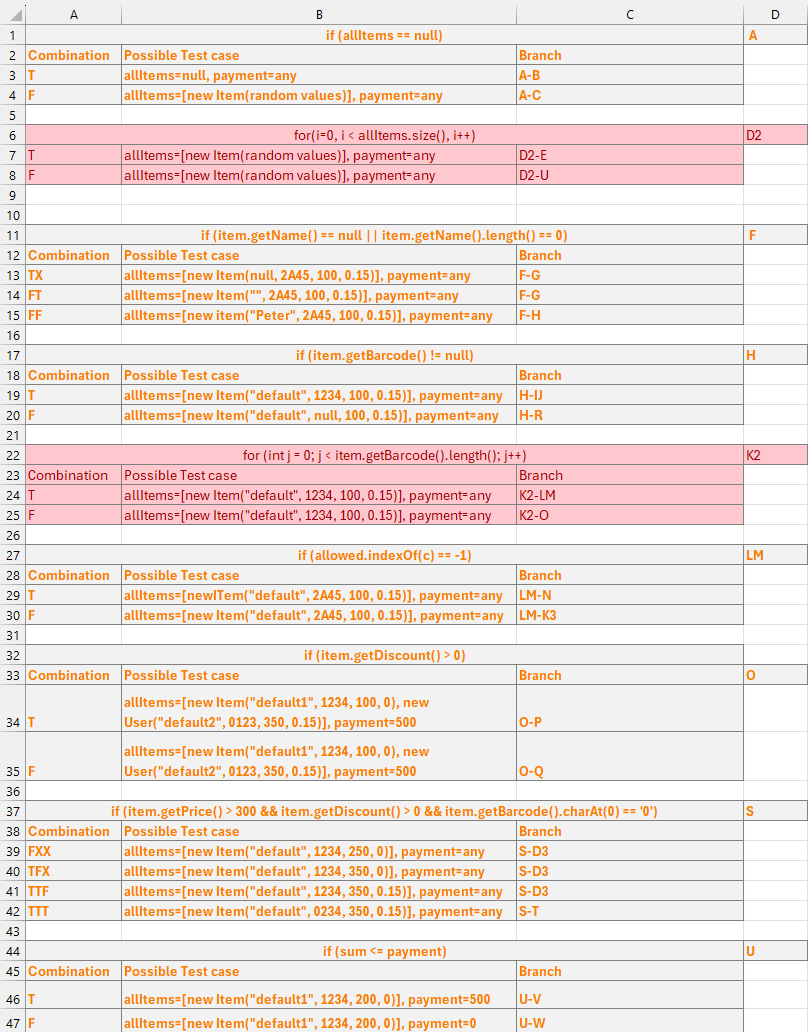 A B C D
1 if (allItems == null) A
2 Combination Possible Test case Branch
3 T allItems=null, payment=any A-B
4 F allItems=[new Item(random values)], payment=any A-C
5
6 for(i=0, i < allItems.size(), i++) D2
7 T allItems=[new Item(random values)], payment=any D2-E
8 F allItems=[new Item(random values)], payment=any D2-U
9
10
11 if (item.getName() == null || item.getName().length() == 0) F
12 Combination Possible Test case Branch
13 TX allItems=[new Item(null, 2A45, 100, 0.15)], payment=any F-G
14 FT allItems=[new Item("", 2A45, 100, 0.15)], payment=any F-G
15 FF allItems=[new item("Peter", 2A45, 100, 0.15)], payment=any F-H
16
17 if (item.getBarcode() != null) H
18 Combination Possible Test case Branch
19 T allItems=[new Item("default", 1234, 100, 0.15)], payment=any H-IJ
20 F allItems=[new Item("default", null, 100, 0.15)], payment=any H-R
21
22 for (int j = 0; j < item.getBarcode().length(); j++) K2
23 Combination Possible Test case Branch
24 T allItems=[new Item("default", 1234, 100, 0.15)], payment=any K2-LM
25 F allItems=[new Item("default", 1234, 100, 0.15)], payment=any K2-O
26
27 if (allowed.indexOf(c) == -1) LM
28 Combination Possible Test case Branch
29 T allItems=[newITem("default", 2A45, 100, 0.15)], payment=any LM-N
30 F allItems=[new Item("default", 2A45, 100, 0.15)], payment=any LM-K3
31
32 if (item.getDiscount() > 0)
33 Combination Possible Test case Branch O
allItems=[new Item("default1", 1234, 100, 0), new
34 T User("default2", 0123, 350, 0.15)], payment=500 O-P
allItems=[new Item("default1", 1234, 100, 0), new
35 F User("default2", 0123, 350, 0.15)], payment=500 O-Q
36
37 if (item.getPrice() > 300 && item.getDiscount() > 0 && item.getBarcode().charAt(0) == '0') S
38 Combination Possible Test case Branch
39 FXX allItems=[new Item("default", 1234, 250, 0)], payment=any S-D3
40 TFX allItems=[new Item("default", 1234, 350, 0)], payment=any S-D3
41 TTF allItems=[new Item("default", 1234, 350, 0.15)], payment=any S-D3
42 TTT allItems=[new Item("default", 0234, 350, 0.15)], payment=any S-T
43
44 if (sum <= payment) U
45 Combination Possible Test case Branch
46 T allItems=[new Item("default1", 1234, 200, 0)], payment=500 U-V
47 F allItems=[new Item("default1", 1234, 200, 0)], payment=0 U-W